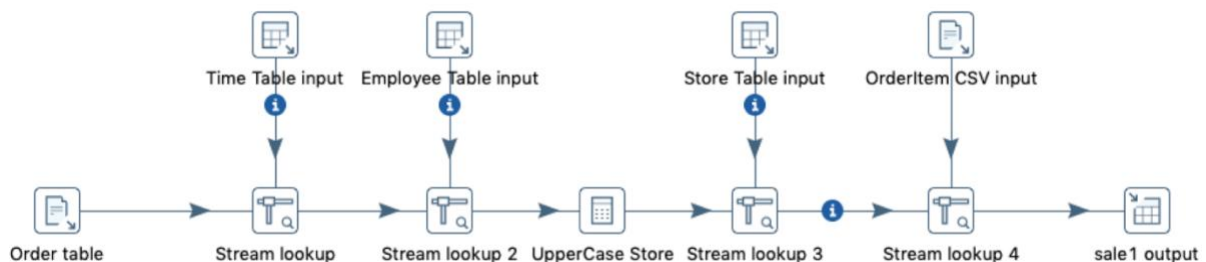 Time Table input
Employee Table input
Store Table input
OrderItem CSV input
Order table
Stream lookup
Stream lookup 2
UpperCase Store
Stream lookup 3
Stream lookup 4
sale1 output